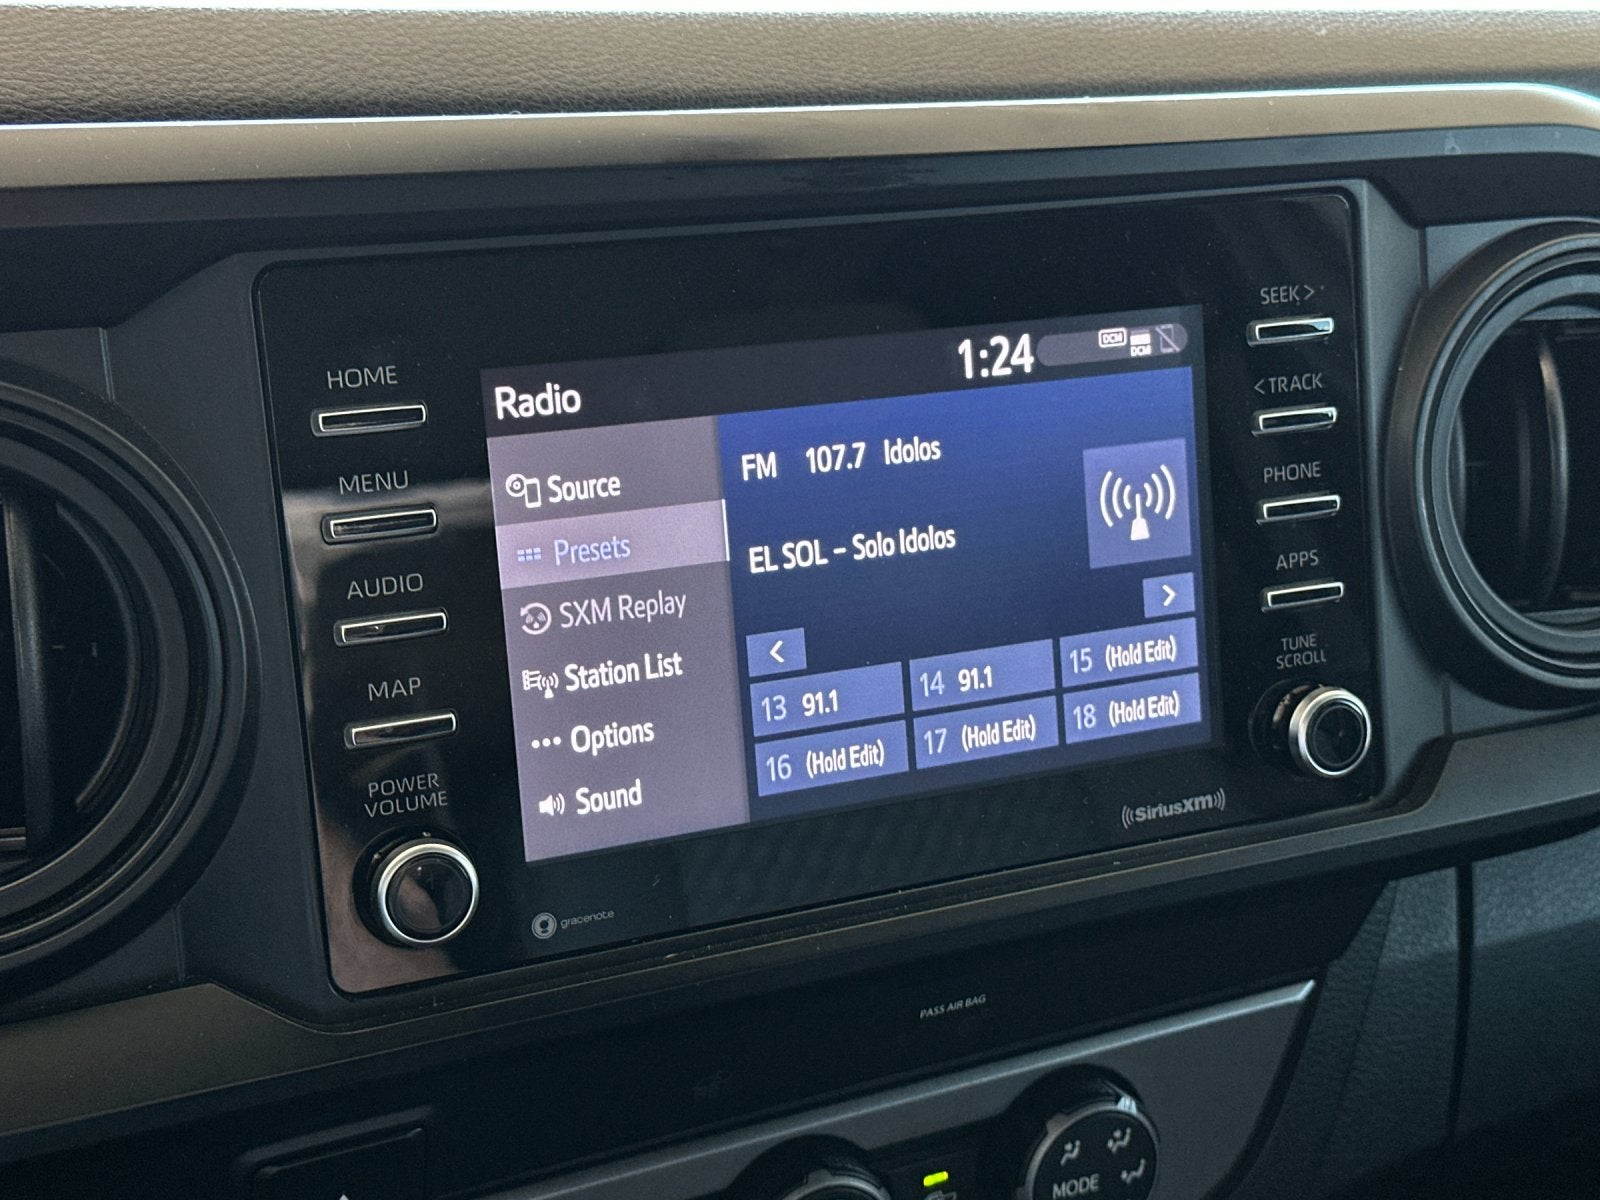 HOME
MENU
AUDIO
MAP
POWER
VOLUME
Radio
1:24
DCM
DCM
Source
Presets
SXM Replay
Station List
Options
Sound
FM 107.7 Idolos
EL SOL – Solo Idolos
<
>
13 91.1
14 91.1
15 (Hold Edit)
16 (Hold Edit)
17 (Hold Edit)
18 (Hold Edit)
SEEK >
< TRACK
PHONE
APPS
TUNE
SCROLL
gracenote
((SiriusXM))
PASS AIR BAG
MODE